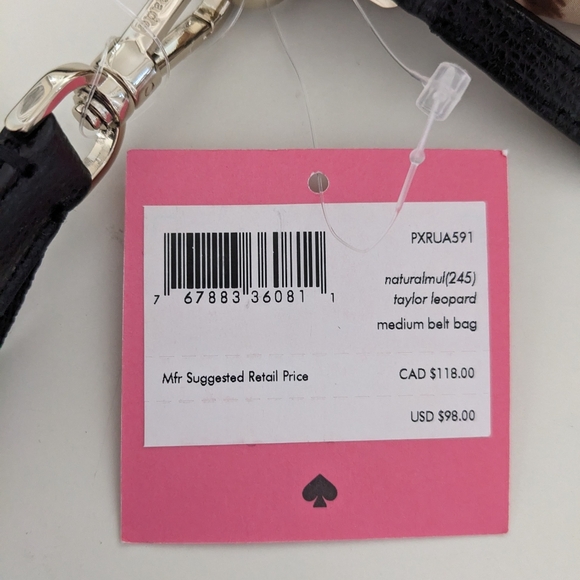 PXRUA591
7 67883 36081 1
naturalmul(245)
taylor leopard
medium belt bag
Mfr Suggested Retail Price CAD $118.00
USD $98.00